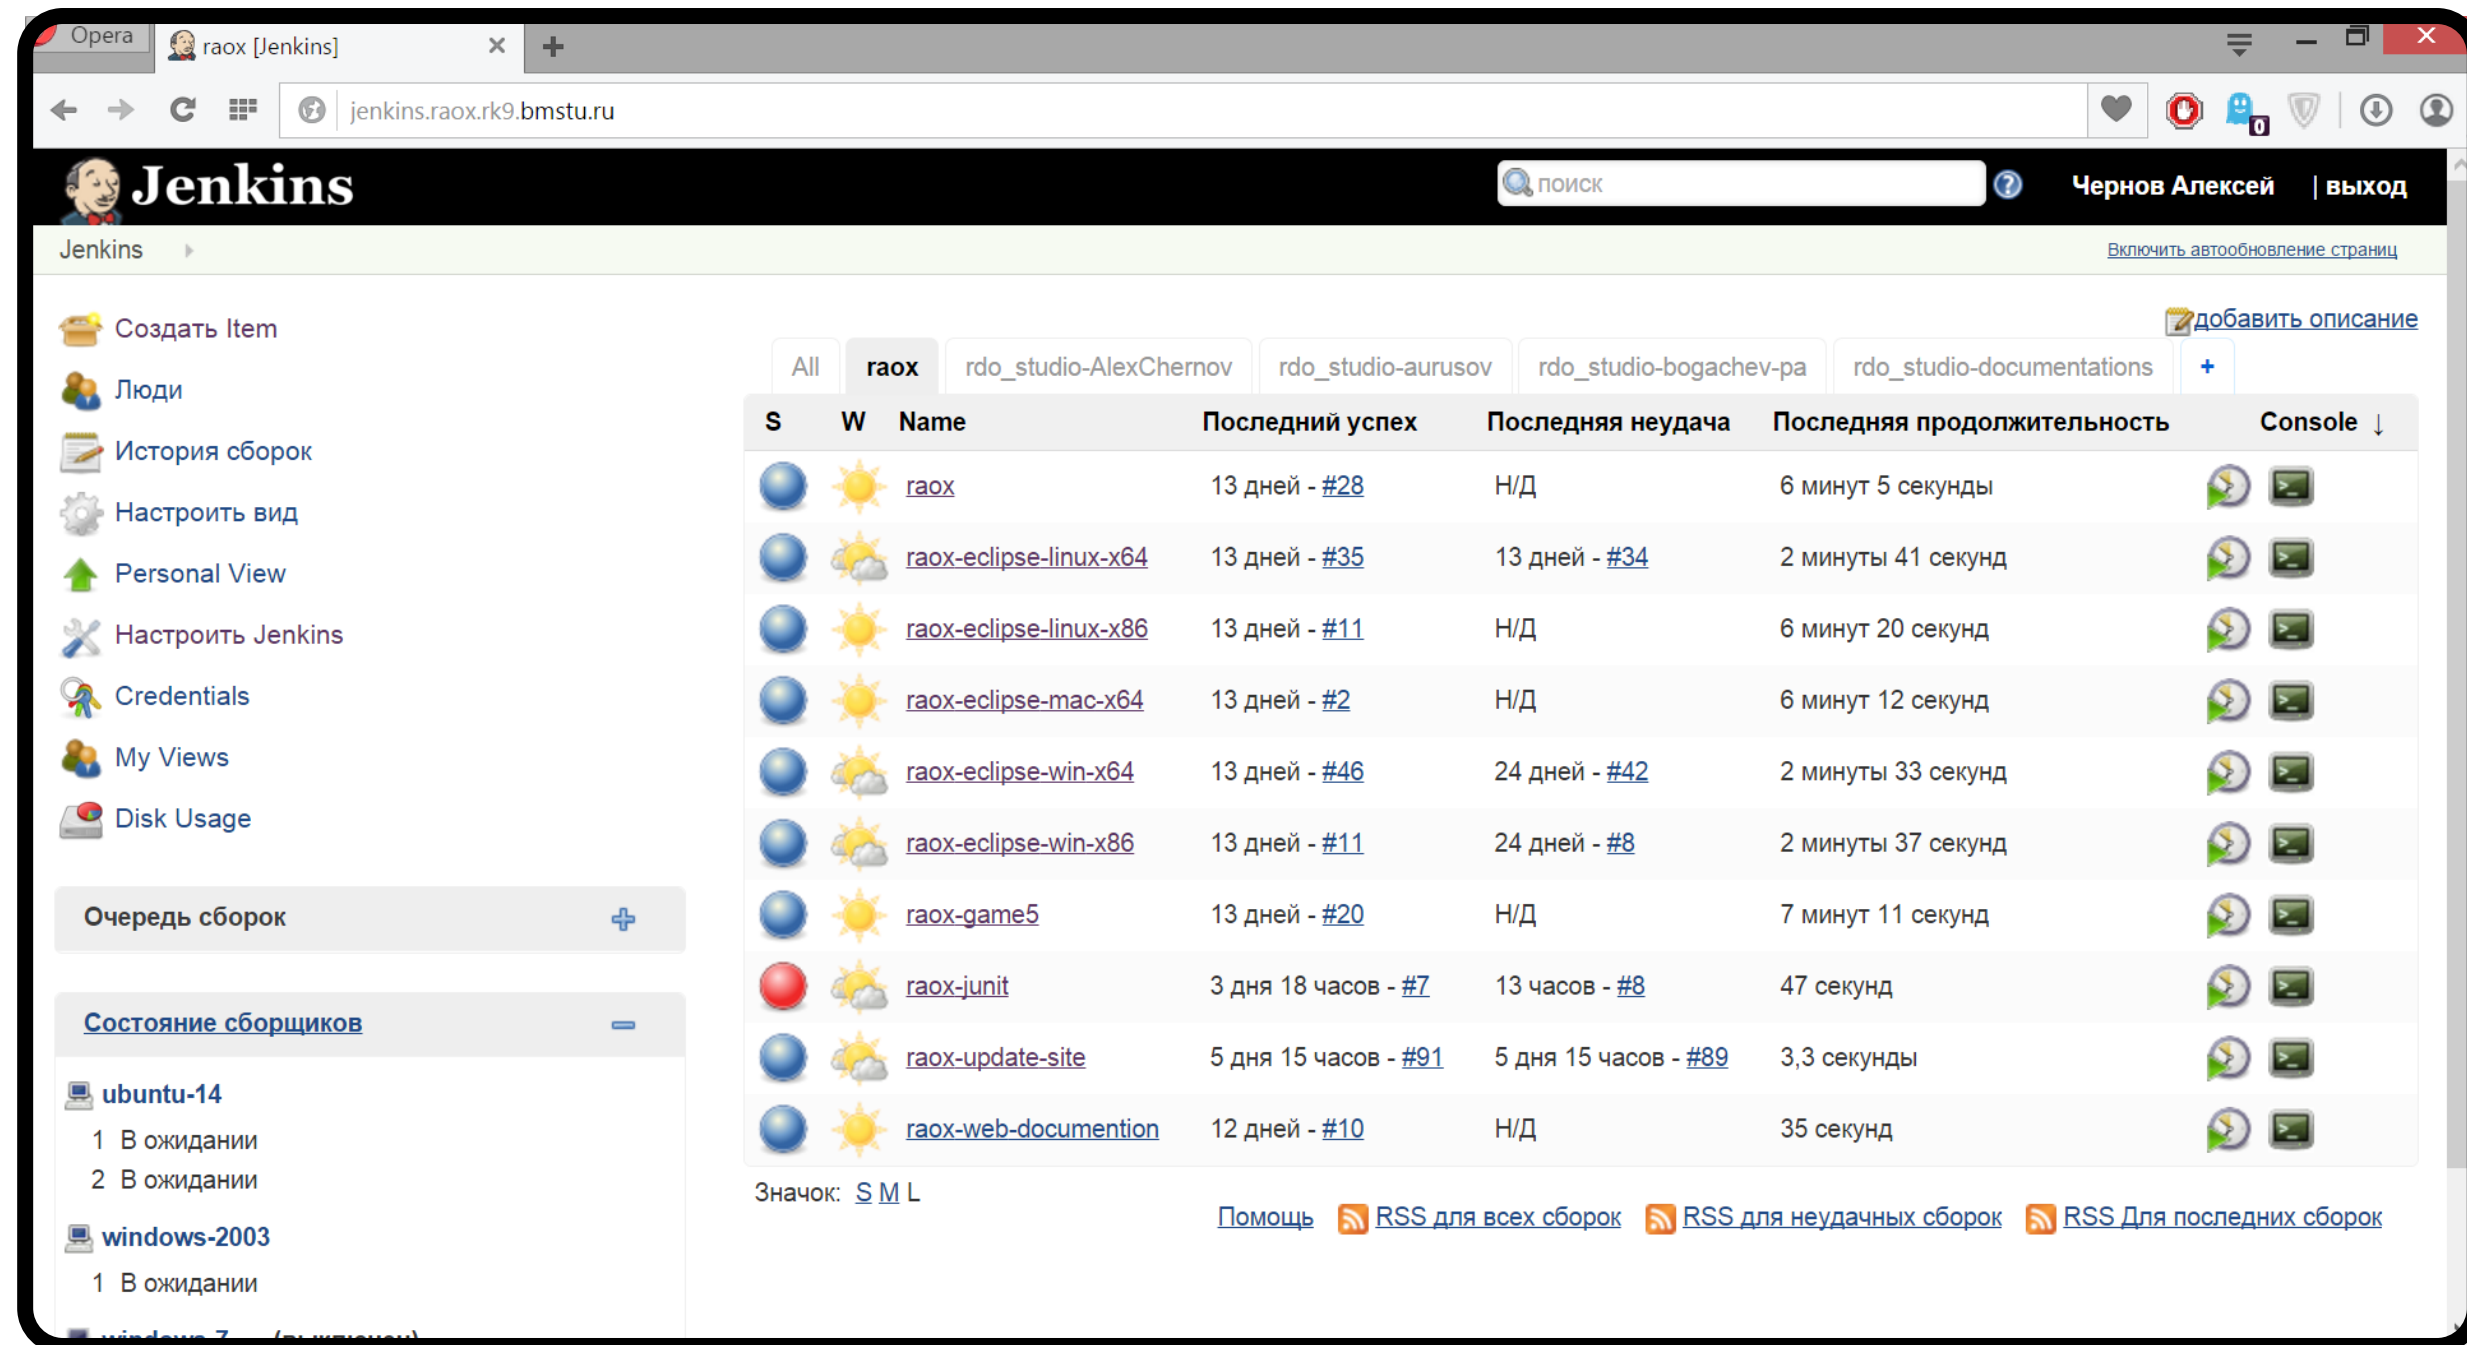 Opera
raox [Jenkins]
jenkins.raox.rk9.bmstu.ru
0
Jenkins
поиск
Чернов Алексей | выход
Jenkins
Включить автообновление страниц
Создать Item
Люди
История сборок
Настроить вид
Personal View
Настроить Jenkins
Credentials
My Views
Disk Usage
Очередь сборок
Состояние сборщиков
ubuntu-14
1 В ожидании
2 В ожидании
windows-2003
1 В ожидании
windows-7 (выключен)
добавить описание
All raox rdo_studio-AlexChernov rdo_studio-aurusov rdo_studio-bogachev-pa rdo_studio-documentations +
S W Name Последний успех Последняя неудача Последняя продолжительность Console ↓
raox 13 дней - #28 Н/Д 6 минут 5 секунды
raox-eclipse-linux-x64 13 дней - #35 13 дней - #34 2 минуты 41 секунд
raox-eclipse-linux-x86 13 дней - #11 Н/Д 6 минут 20 секунд
raox-eclipse-mac-x64 13 дней - #2 Н/Д 6 минут 12 секунд
raox-eclipse-win-x64 13 дней - #46 24 дней - #42 2 минуты 33 секунд
raox-eclipse-win-x86 13 дней - #11 24 дней - #8 2 минуты 37 секунд
raox-game5 13 дней - #20 Н/Д 7 минут 11 секунд
raox-junit 3 дня 18 часов - #7 13 часов - #8 47 секунд
raox-update-site 5 дня 15 часов - #91 5 дня 15 часов - #89 3,3 секунды
raox-web-documention 12 дней - #10 Н/Д 35 секунд
Значок: S M L
Помощь RSS для всех сборок RSS для неудачных сборок RSS Для последних сборок